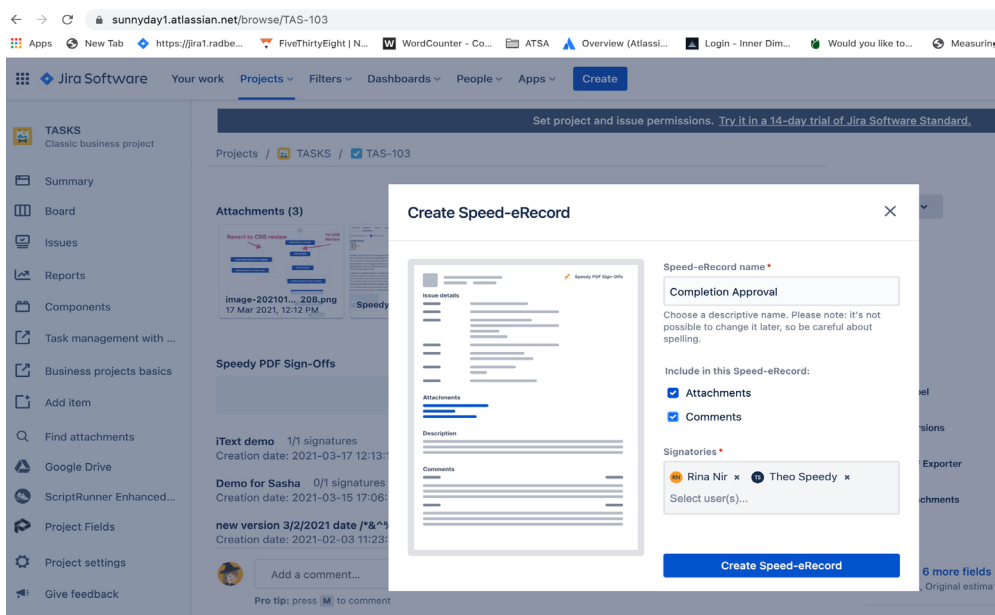 sunnyday1.atlassian.net/browse/TAS-103
Apps New Tab https://jira1.radbe... FiveThirtyEight | N... WordCounter - Co... ATSA Overview (Atlassi... Login - Inner Dim... Would you like to... Measuring
Jira Software Your work Projects Filters Dashboards People Apps Create
Set project and issue permissions. Try it in a 14-day trial of Jira Software Standard.
TASKS
Classic business project
Projects / TASKS / TAS-103
Summary
Board
Issues
Reports
Components
Task management with ...
Business projects basics
Add item
Find attachments
Google Drive
ScriptRunner Enhanced...
Project Fields
Project settings
Give feedback
Attachments (3)
Revert to CRB review
To CRB
Review
image-202101... 208.png
17 Mar 2021, 12:12 PM
Speedy
Speedy PDF Sign-Offs
iText demo 1/1 signatures
Creation date: 2021-03-17 12:13:
Demo for Sasha 0/1 signatures
Creation date: 2021-03-15 17:06:
new version 3/2/2021 date /*&^%
Creation date: 2021-02-03 11:23:
Add a comment...
Pro tip: press M to comment
Create Speed-eRecord
Speedy PDF Sign-Offs
Issue details
Attachments
Description
Comments
Speed-eRecord name *
Completion Approval
Choose a descriptive name. Please note: it's not
possible to change it later, so be careful about
spelling.
Include in this Speed-eRecord:
Attachments
Comments
Signatories *
RN Rina Nir × TS Theo Speedy ×
Select user(s)...
Create Speed-eRecord
el
sions
Exporter
chments
6 more fields
Original estima